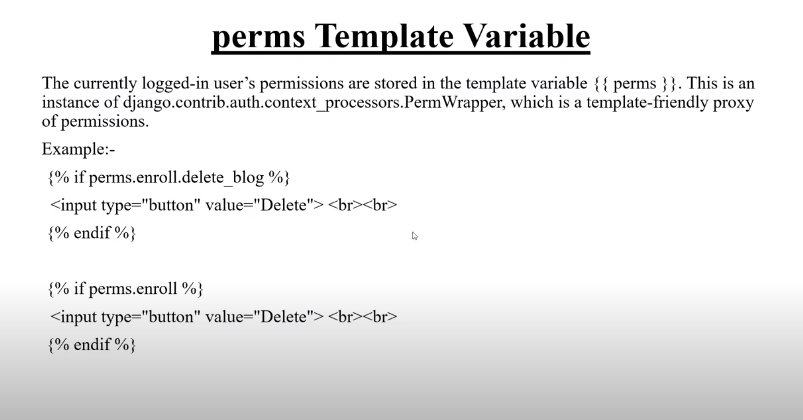 perms Template Variable
The currently logged-in user’s permissions are stored in the template variable {{ perms }}. This is an
instance of django.contrib.auth.context_processors.PermWrapper, which is a template-friendly proxy
of permissions.
Example:-
{% if perms.enroll.delete_blog %}
<input type="button" value="Delete"> <br><br>
{% endif %}
{% if perms.enroll %}
<input type="button" value="Delete"> <br><br>
{% endif %}